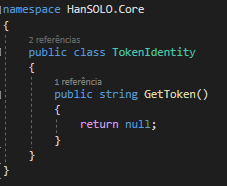 namespace HanSOLO.Core
{
2 referências
public class TokenIdentity
{
1 referência
public string GetToken()
{
return null;
}
}
}